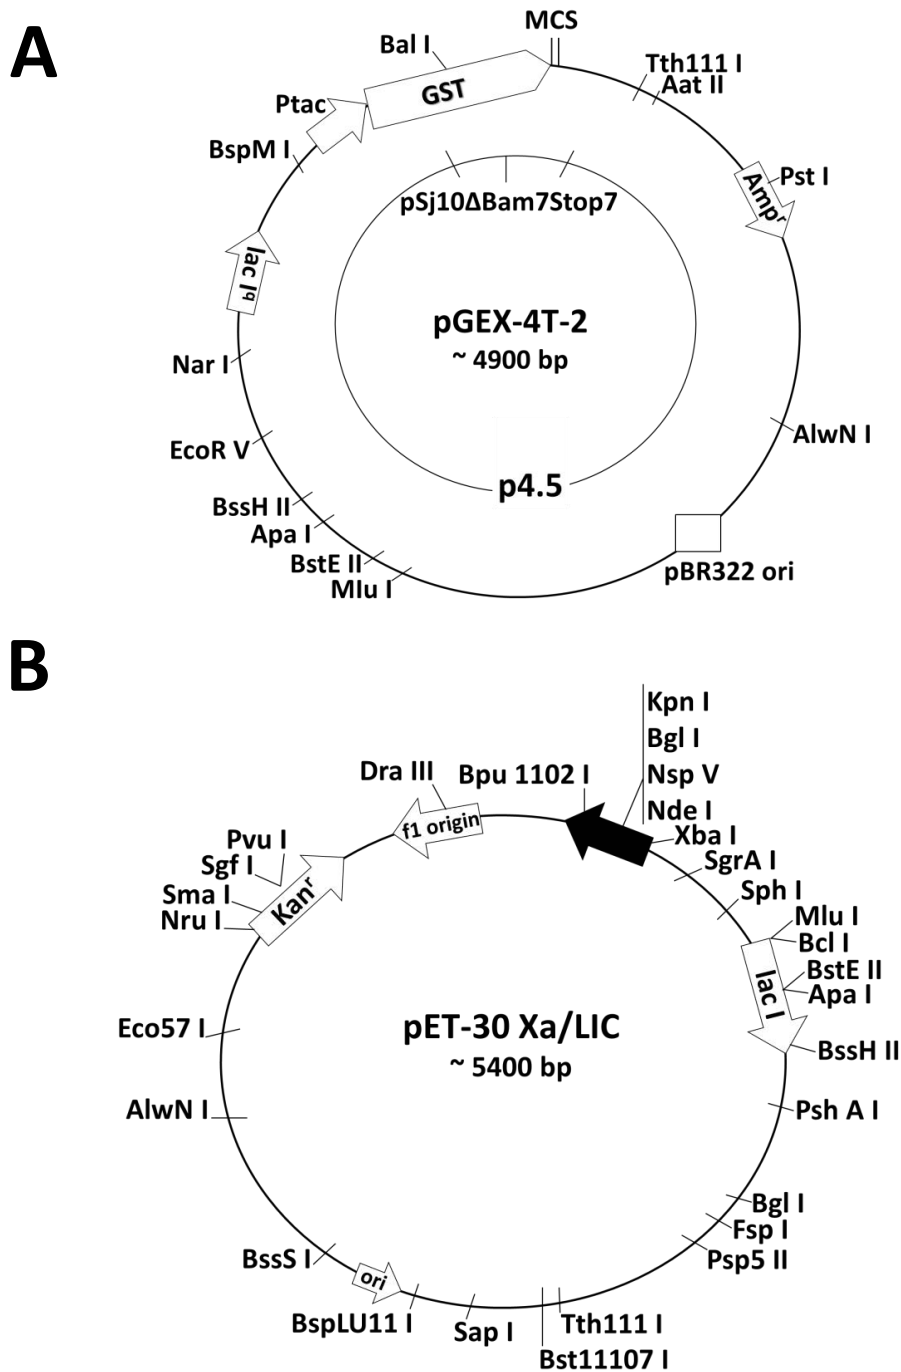 A
MCS
Bal I
Tth111 I
Aat II
GST
Ptac
BspM I
Pst I
Ampʳ
pSj10ΔBam7Stop7
lac Iq
pGEX-4T-2
~ 4900 bp
Nar I
EcoR V
AlwN I
p4.5
BssH II
Apa I
BstE II
Mlu I
pBR322 ori
B
Kpn I
Bgl I
Nsp V
Nde I
Dra III
Bpu 1102 I
Xba I
f1 origin
Pvu I
Sgf I
Sma I
Nru I
Kanʳ
SgrA I
Sph I
Mlu I
Bcl I
BstE II
Apa I
lac I
BssH II
pET-30 Xa/LIC
~ 5400 bp
Eco57 I
AlwN I
Psh A I
Bgl I
Fsp I
Psp5 II
BssS I
ori
BspLU11 I
Sap I
Tth111 I
Bst11107 I